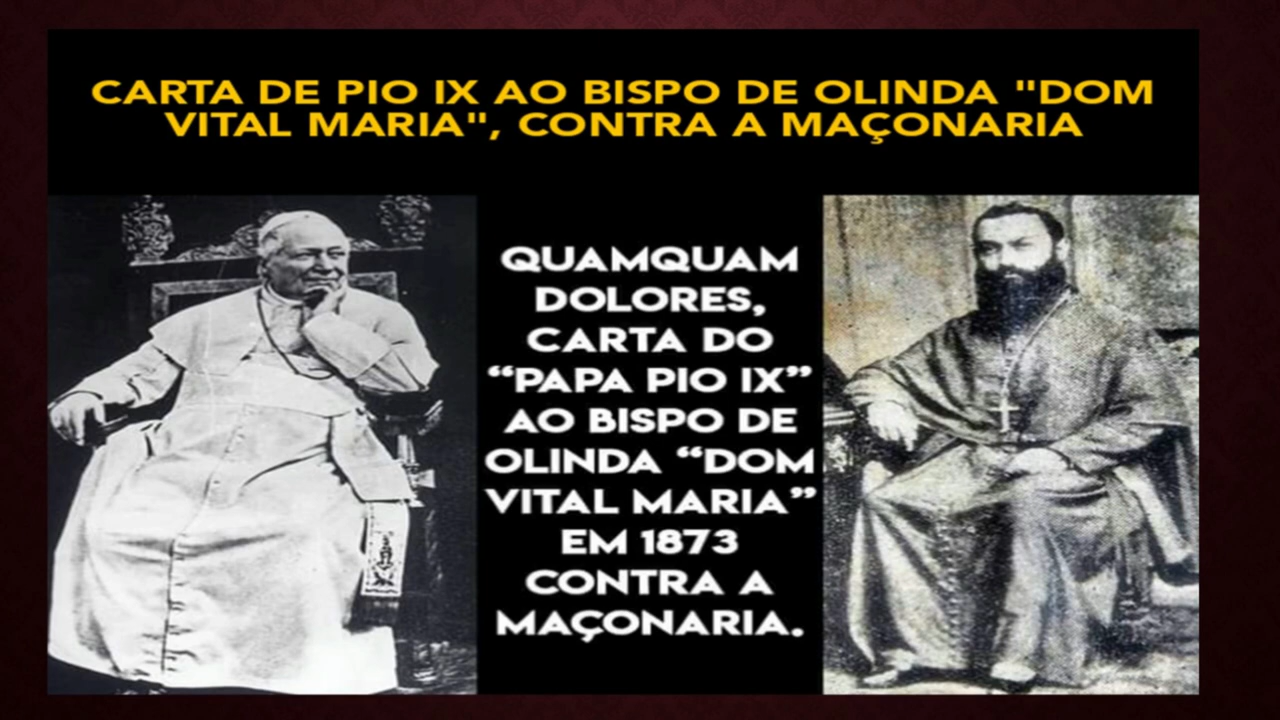 CARTA DE PIO IX AO BISPO DE OLINDA "DOM
VITAL MARIA", CONTRA A MAÇONARIA
QUAMQUAM
DOLORES,
CARTA DO
“PAPA PIO IX”
AO BISPO DE
OLINDA “DOM
VITAL MARIA”
EM 1873
CONTRA A
MAÇONARIA.